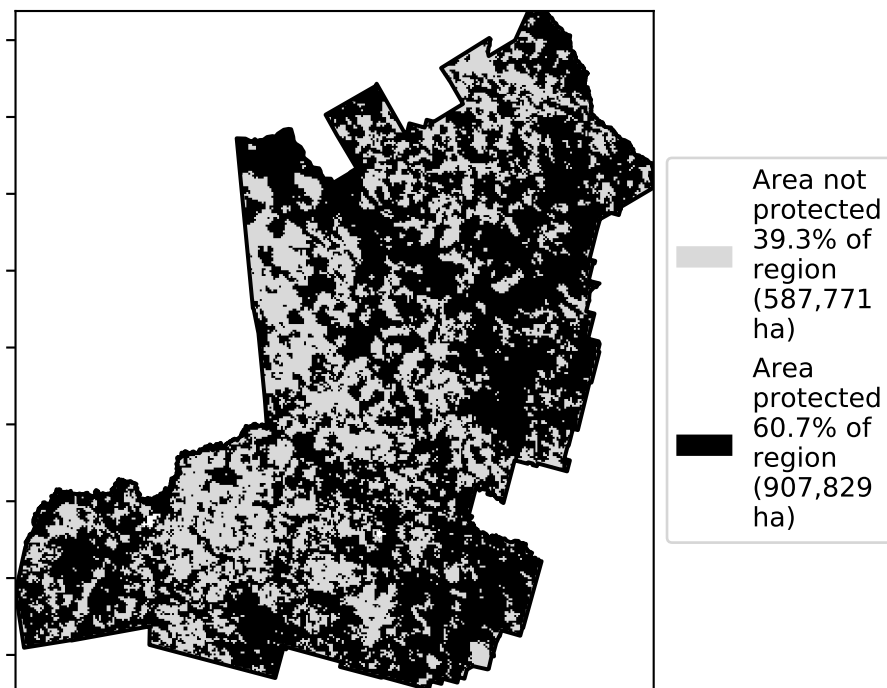 Area not
protected
39.3% of
region
(587,771
ha)
Area
protected
60.7% of
region
(907,829
ha)